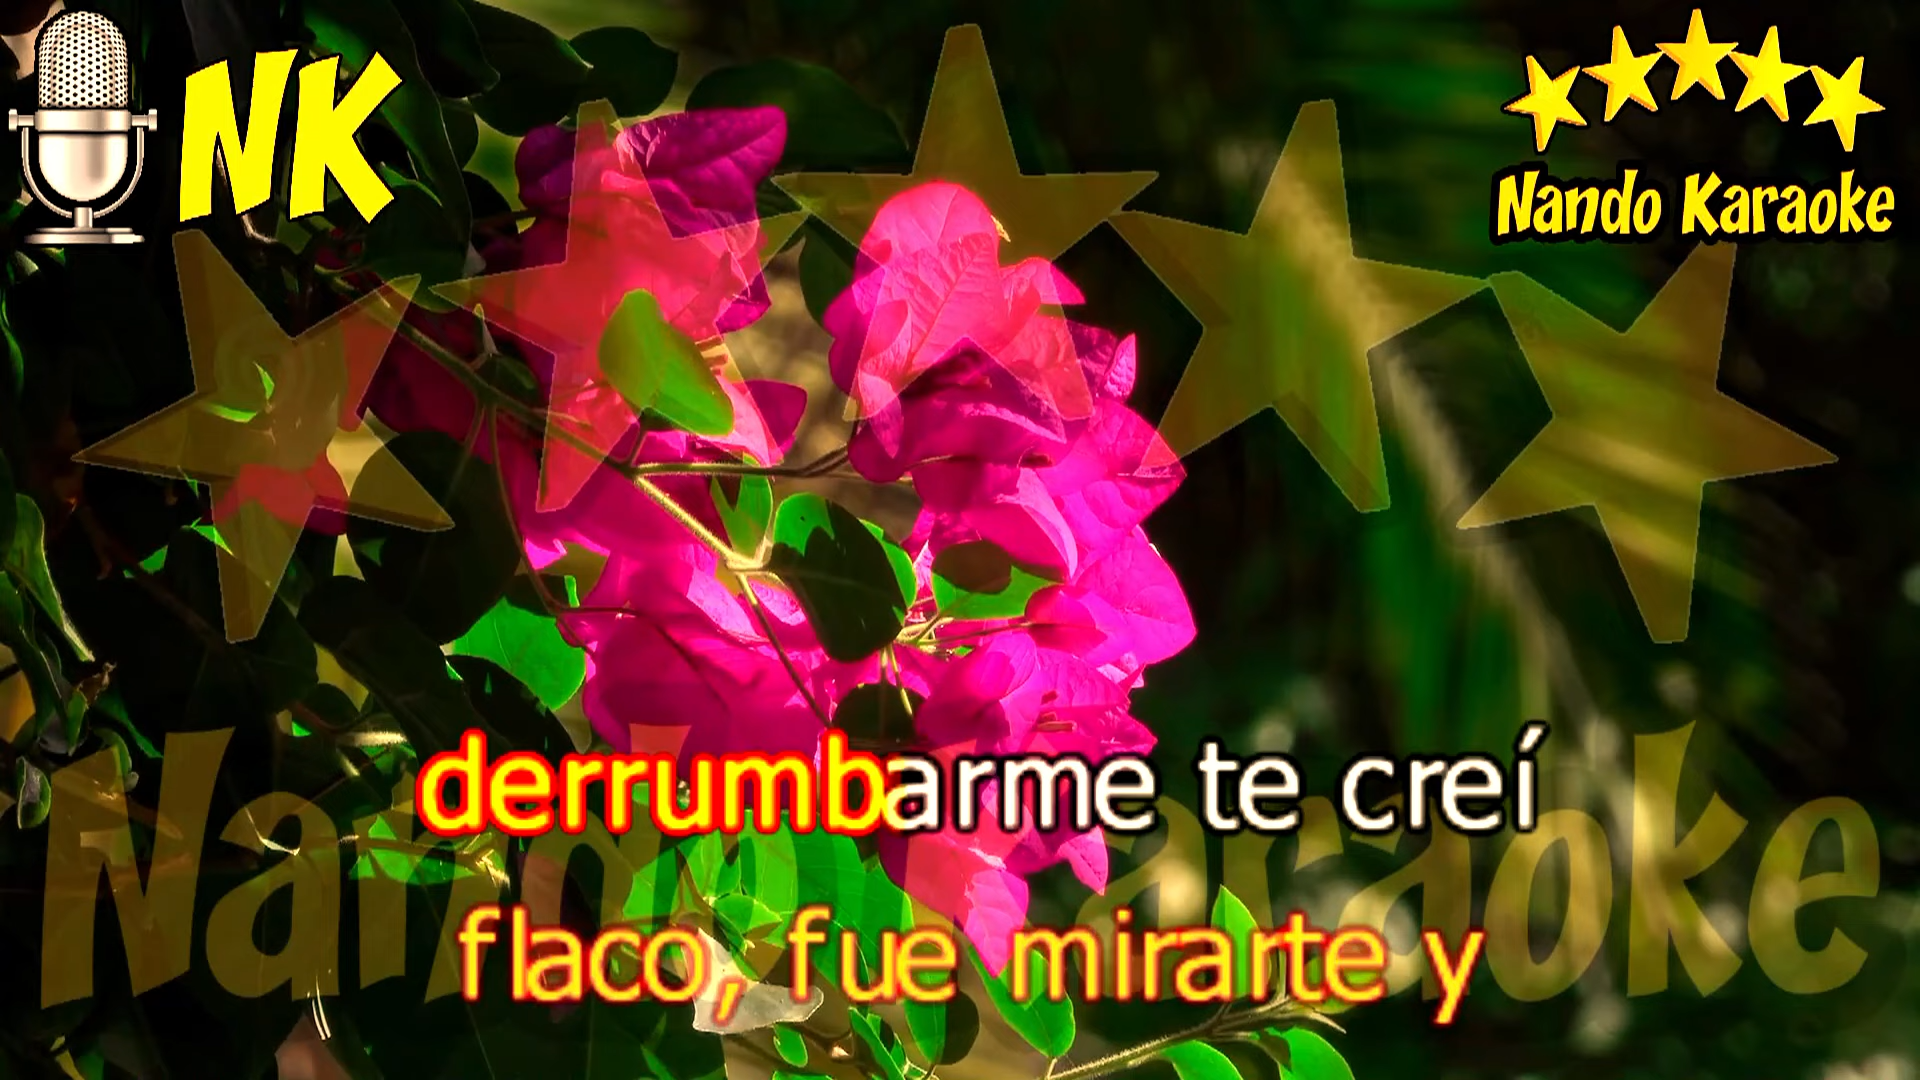 NK
Nando Karaoke
derrumbarme te creí
flaco, fue mirarte y
Nando Karaoke